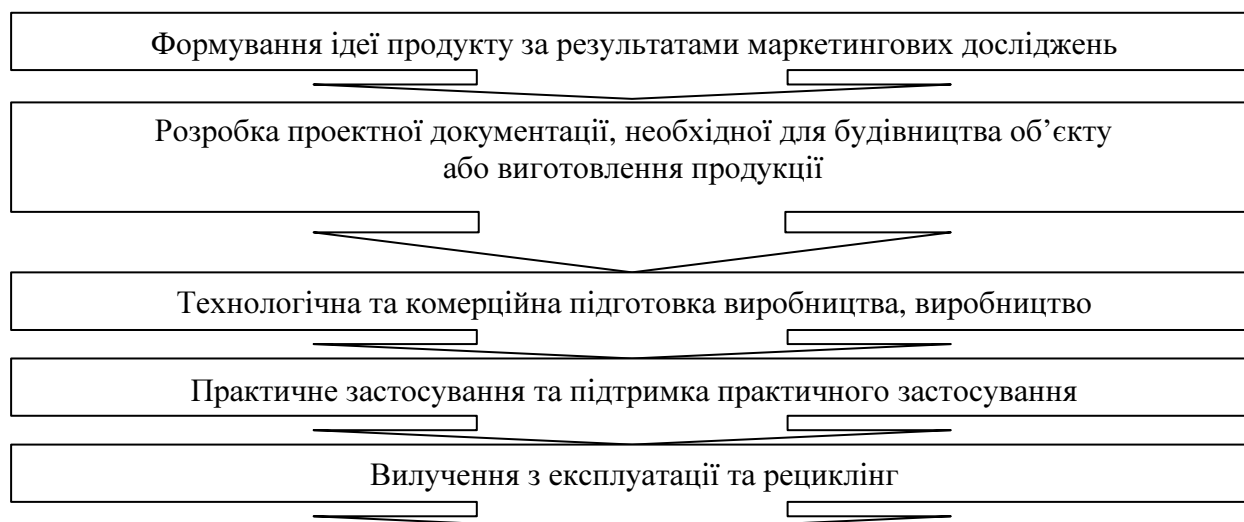 Формування ідеї продукту за результатами маркетингових досліджень
Розробка проектної документації, необхідної для будівництва об’єкту
або виготовлення продукції
Технологічна та комерційна підготовка виробництва, виробництво
Практичне застосування та підтримка практичного застосування
Вилучення з експлуатації та рециклінг